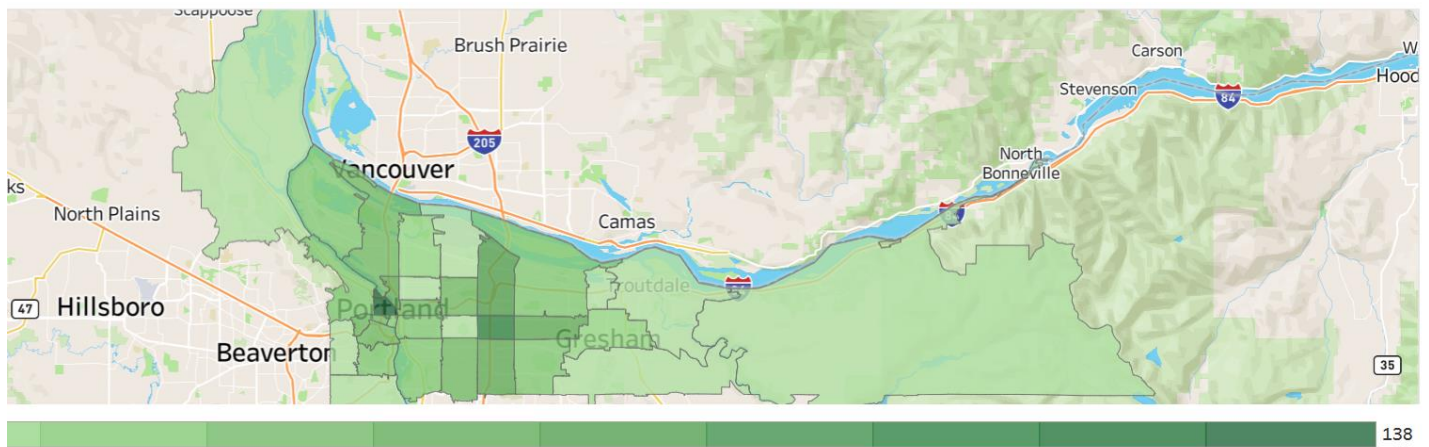 Scappoose
Brush Prairie
Carson
W
Hood
Stevenson
84
205
North
Bonneville
Vancouver
ks
North Plains
Camas
Troutdale
47
Hillsboro
Portland
Gresham
Beaverton
35
138